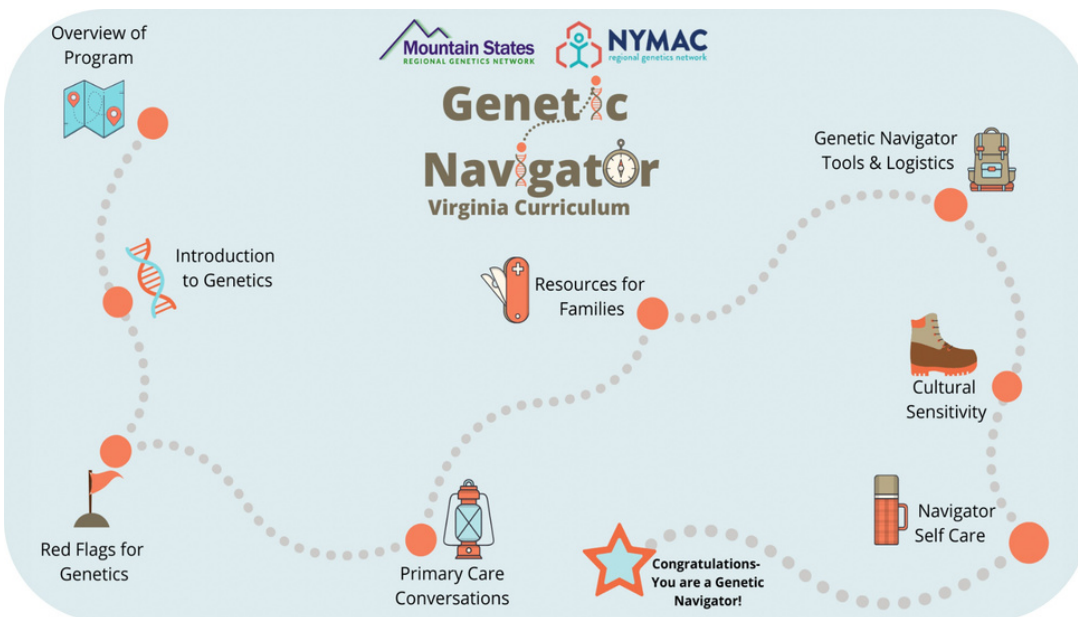 Overview of
Program
Mountain States
REGIONAL GENETICS NETWORK
NYMAC
regional genetics network
Genetic
Navigator
Virginia Curriculum
Introduction
to Genetics
Red Flags for
Genetics
Primary Care
Conversations
Resources for
Families
Genetic Navigator
Tools & Logistics
Cultural
Sensitivity
Navigator
Self Care
Congratulations-
You are a Genetic
Navigator!